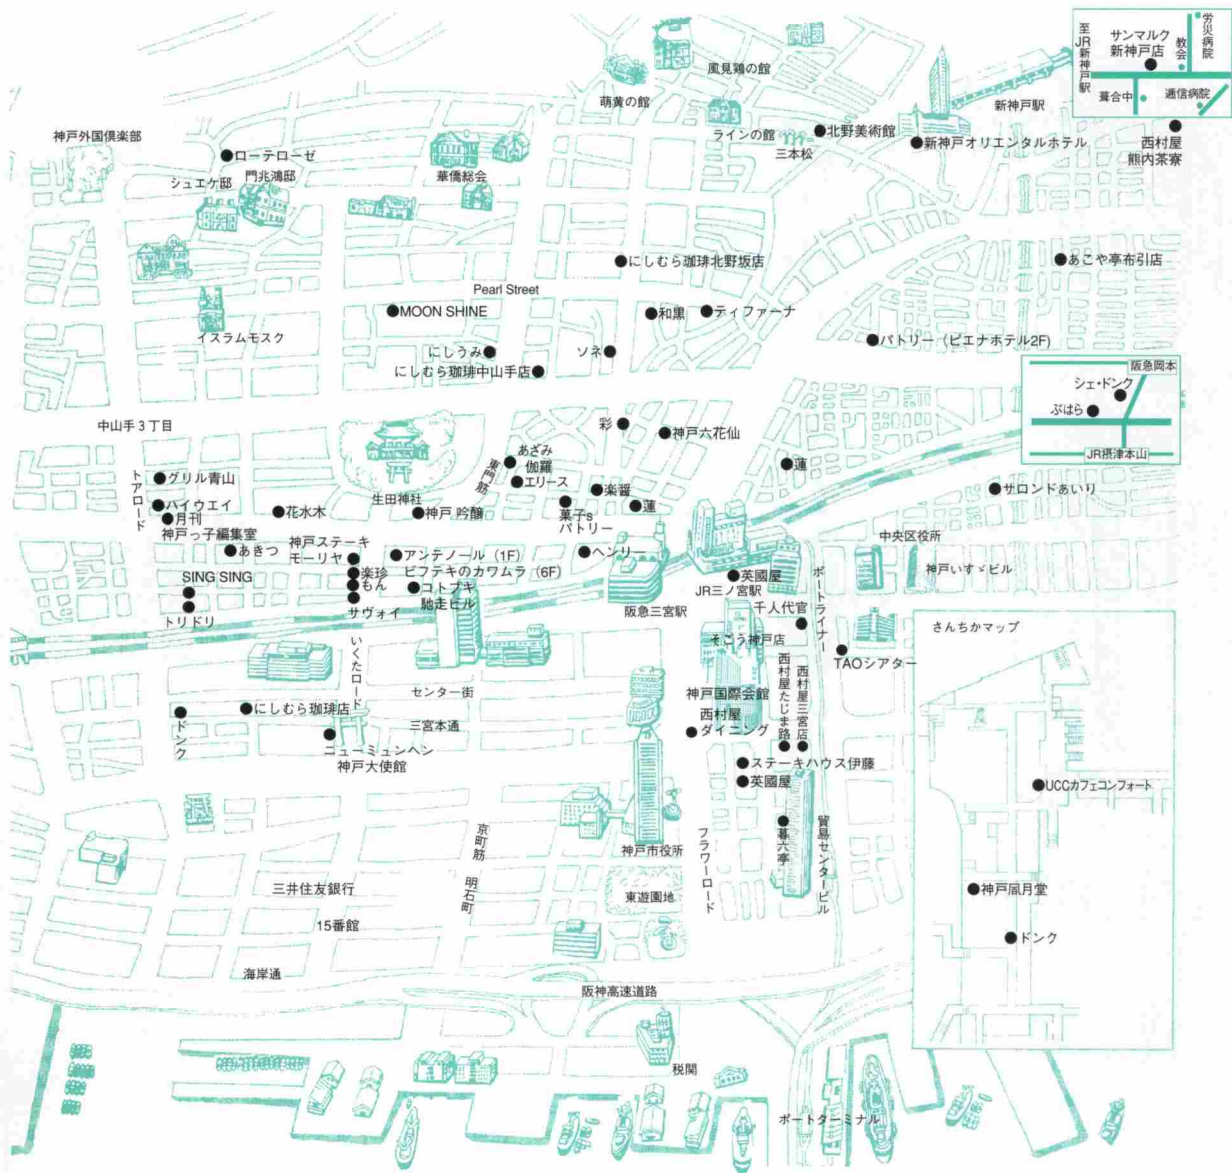 労災病院
教会
サンマルク
新神戸店
至JR新神戸駅
葺合中
逓信病院
風見鶏の館
萌黄の館
新神戸駅
ラインの館
三本松
北野美術館
新神戸オリエンタルホテル
西村屋
熊内茶寮
神戸外国倶楽部
ローテローゼ
シュエケ邸
門兆鴻邸
華僑総会
にしむら珈琲北野坂店
あこや亭布引店
Pearl Street
MOON SHINE
和黒
ティファーナ
イスラムモスク
にしうみ
ソネ
パトリー(ビエナホテル2F)
にしむら珈琲中山手店
阪急岡本
シェ・ドンク
ぶはら
JR摂津本山
中山手3丁目
彩
神戸六花仙
トアロード
グリル青山
生田神社
東門筋
あざみ
伽羅
エリース
蓮
ハイウエイ
月刊
神戸っ子編集室
花水木
神戸 吟醸
菓子s
パトリー
楽醤
蓮
サロンドあいり
あきつ
神戸ステーキ
モーリヤ
アンテノール(1F)
ビフテキのカワムラ(6F)
ヘンリー
中央区役所
神戸いすゞビル
SING SING
楽珍
もん
コトブキ
馳走ビル
サヴォイ
トリドリ
阪急三宮駅
英國屋
JR三ノ宮駅
ポートライナー
千人代官
そごう神戸店
TAOシアター
さんちかマップ
いくたロード
センター街
神戸国際会館
西村屋たじま路
西村屋三宮店
ドンク
にしむら珈琲店
三宮本通
西村屋
ダイニング
ニューミュンヘン
神戸大使館
ステーキハウス伊藤
英國屋
UCCカフェコンフォート
京町筋
明石町
神戸市役所
フラワーロード
暮六亭
貿易センタービル
三井住友銀行
東遊園地
神戸凮月堂
15番館
ドンク
海岸通
阪神高速道路
税関
ポートターミナル